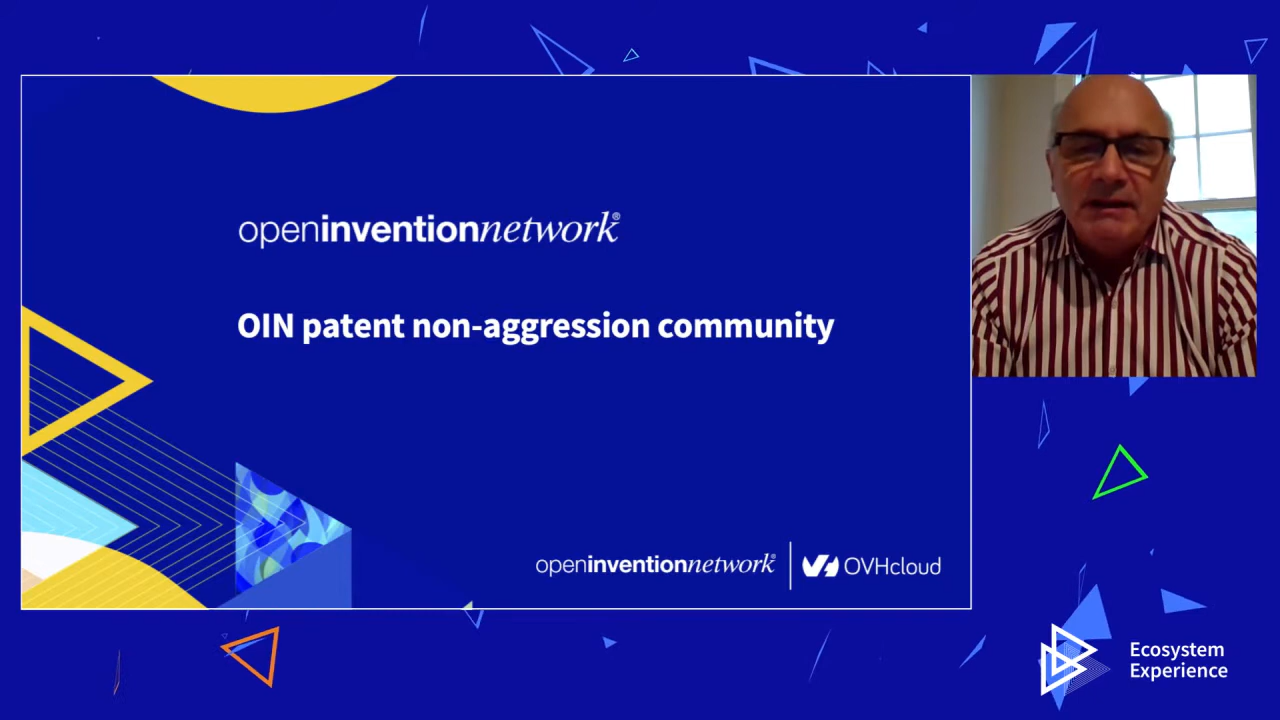 openinventionnetwork®
OIN patent non-aggression community
openinventionnetwork®
OVHcloud
Ecosystem
Experience